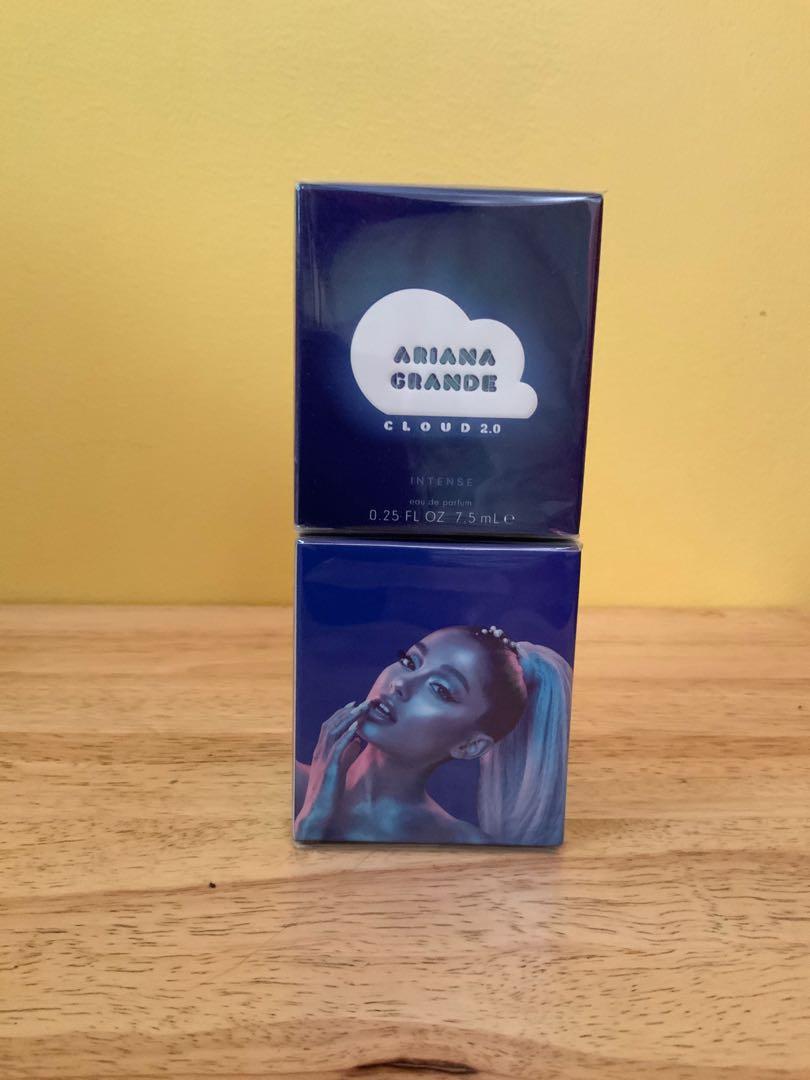 ARIANA
GRANDE
CLOUD 2.0
INTENSE
eau de parfum
0.25 FL OZ 7.5 mL ℮